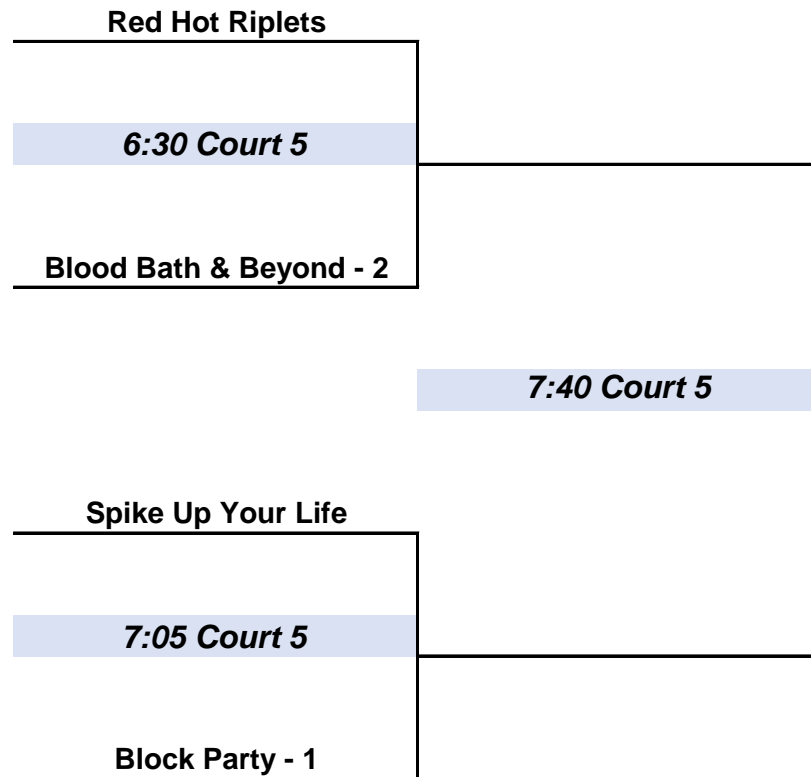 Red Hot Riplets
6:30 Court 5
Blood Bath & Beyond - 2
7:40 Court 5
Spike Up Your Life
7:05 Court 5
Block Party - 1